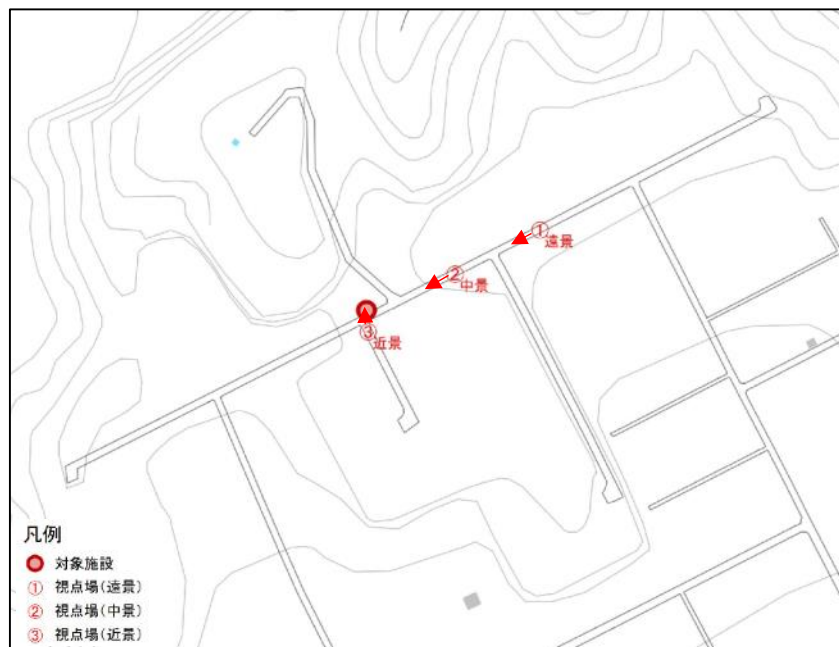 ①遠景
②中景
③近景
凡例
対象施設
① 視点場(遠景)
② 視点場(中景)
③ 視点場(近景)